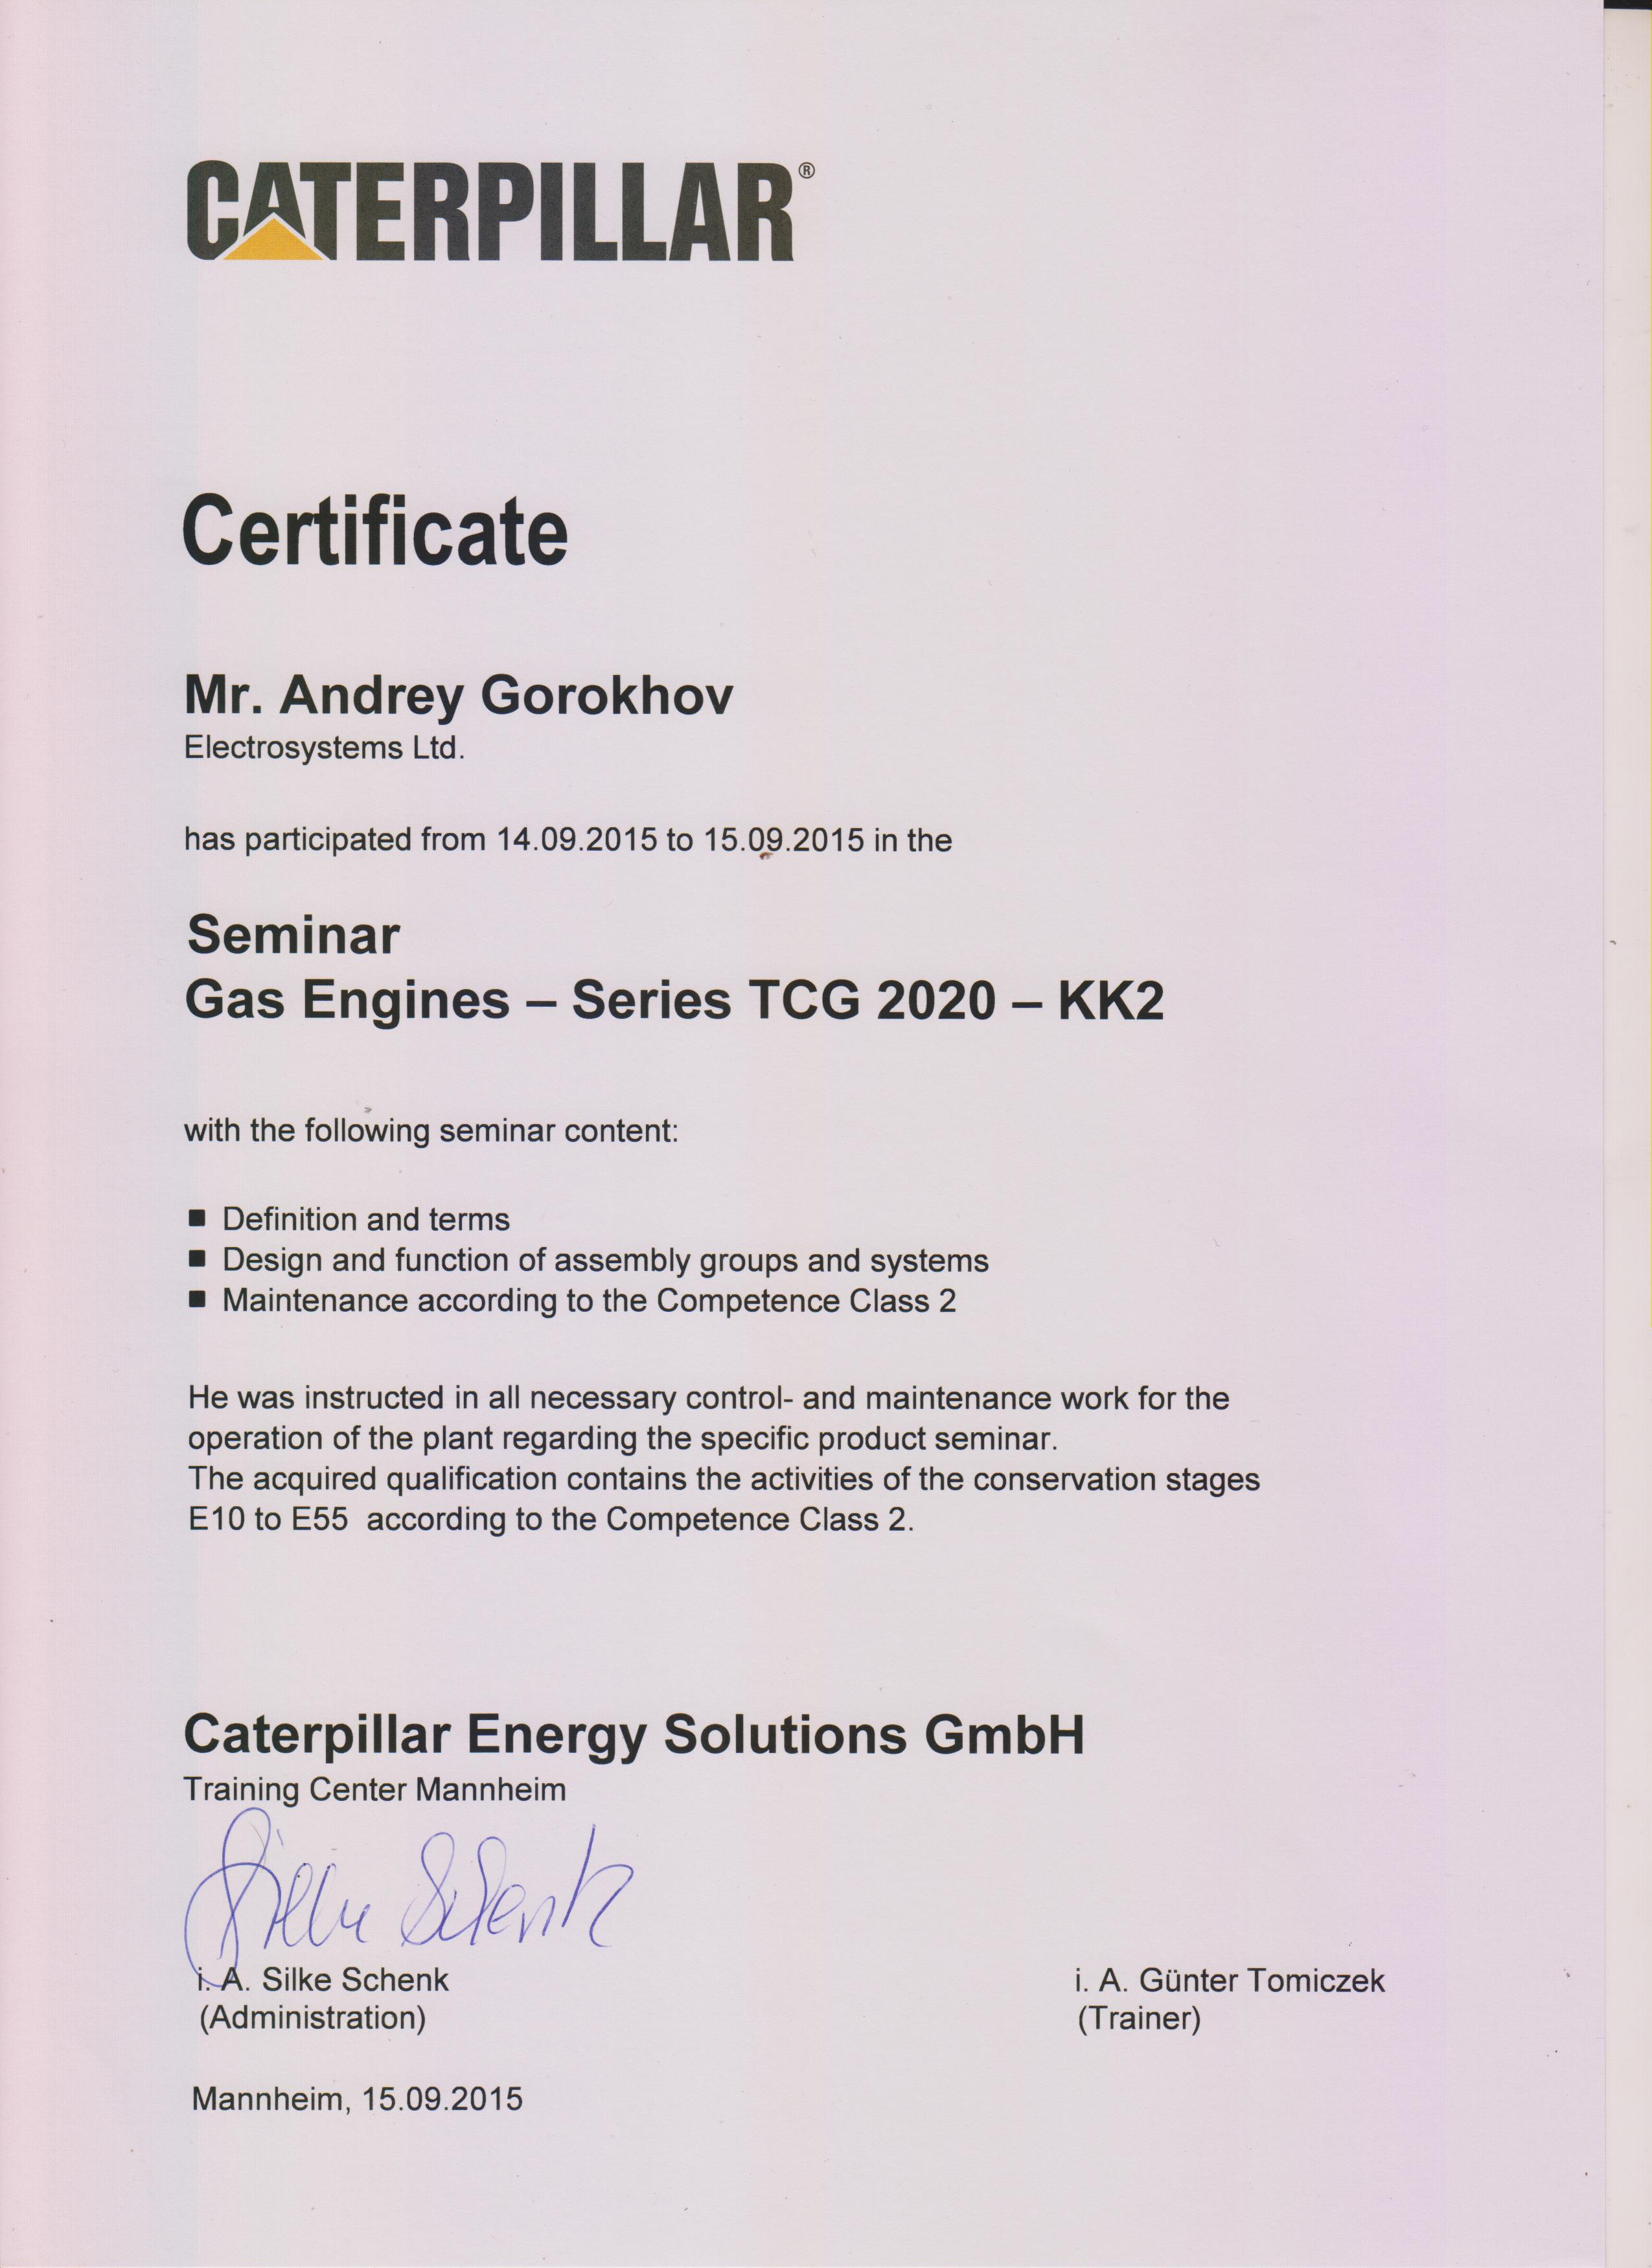 CATERPILLAR®
Certificate
Mr. Andrey Gorokhov
Electrosystems Ltd.
has participated from 14.09.2015 to 15.09.2015 in the
Seminar
Gas Engines – Series TCG 2020 – KK2
with the following seminar content:
■ Definition and terms
■ Design and function of assembly groups and systems
■ Maintenance according to the Competence Class 2
He was instructed in all necessary control- and maintenance work for the
operation of the plant regarding the specific product seminar.
The acquired qualification contains the activities of the conservation stages
E10 to E55 according to the Competence Class 2.
Caterpillar Energy Solutions GmbH
Training Center Mannheim
Silke Schenk
i. A. Silke Schenk
(Administration)
i. A. Günter Tomiczek
(Trainer)
Mannheim, 15.09.2015